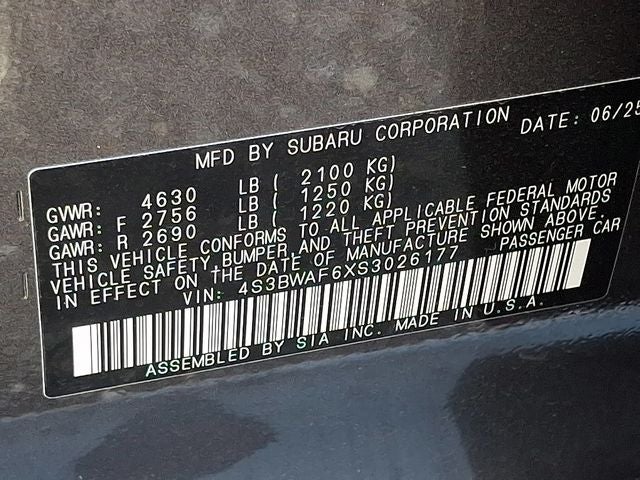 MFD BY SUBARU CORPORATION DATE: 06/25
GVWR: 4630 LB ( 2100 KG)
GAWR: F 2756 LB ( 1250 KG)
GAWR: R 2690 LB ( 1220 KG)
THIS VEHICLE CONFORMS TO ALL APPLICABLE FEDERAL MOTOR
VEHICLE SAFETY, BUMPER AND THEFT PREVENTION STANDARDS
IN EFFECT ON THE DATE OF MANUFACTURE SHOWN ABOVE.
VIN: 4S3BWAF6XS3026177 PASSENGER CAR
ASSEMBLED BY SIA INC. MADE IN U.S.A.